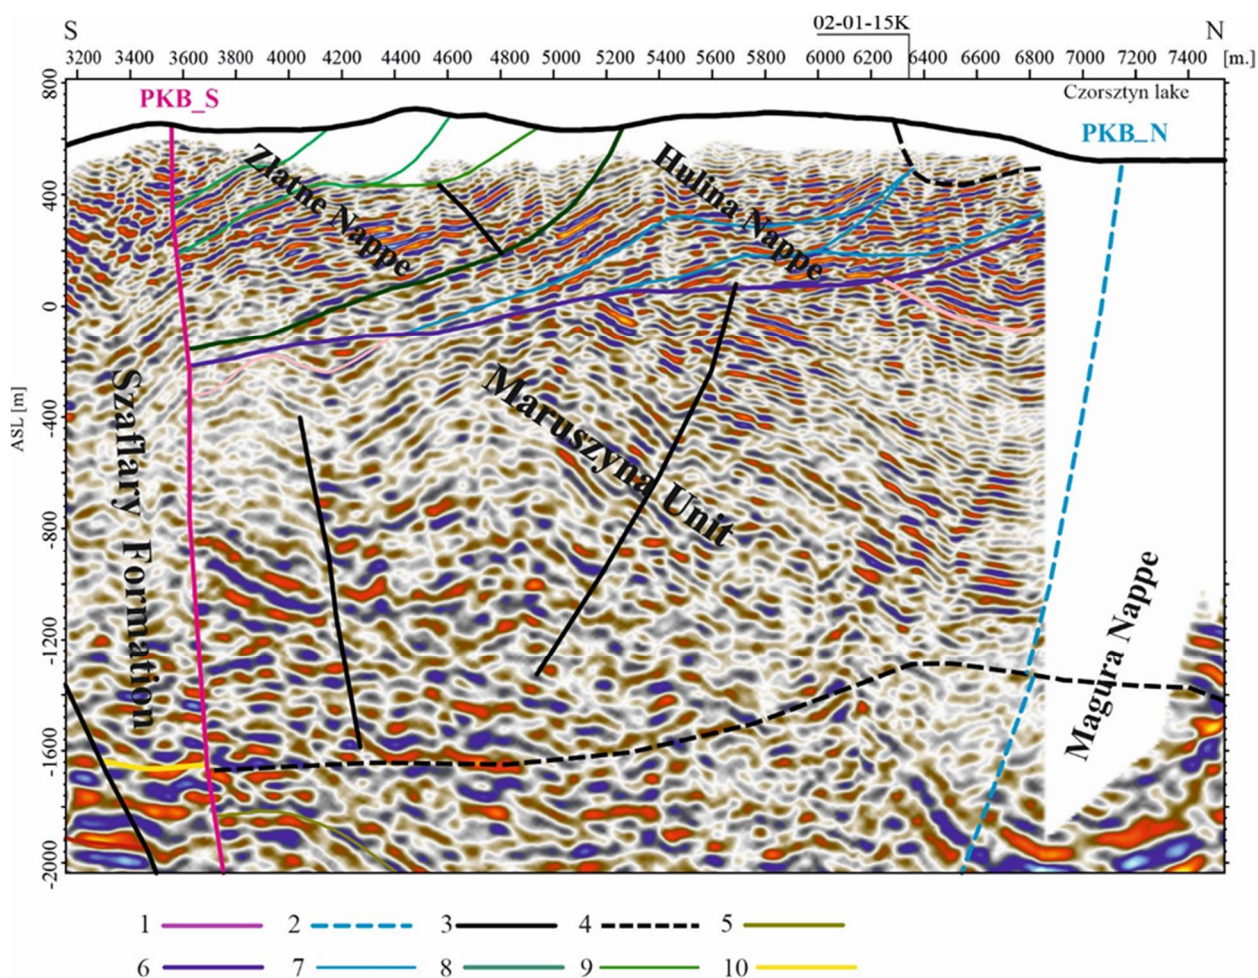 02-01-15K
S N
3200 3600 3800 4000 4200 4400 4600 4800 5000 5200 5400 5600 5800 6000 6200 6400 6600 6800 7000 7200 7400 [m.]
800
400
0
-400
-800
-1200
-1600
-2000
ASL [m]
PKB_S
Czorsztyn lake
PKB_N
Złatne Nappe
Hulina Nappe
Maruszyna Unit
Szaflary Formation
Magura Nappe
1 2 3 4 5
6 7 8 9 10